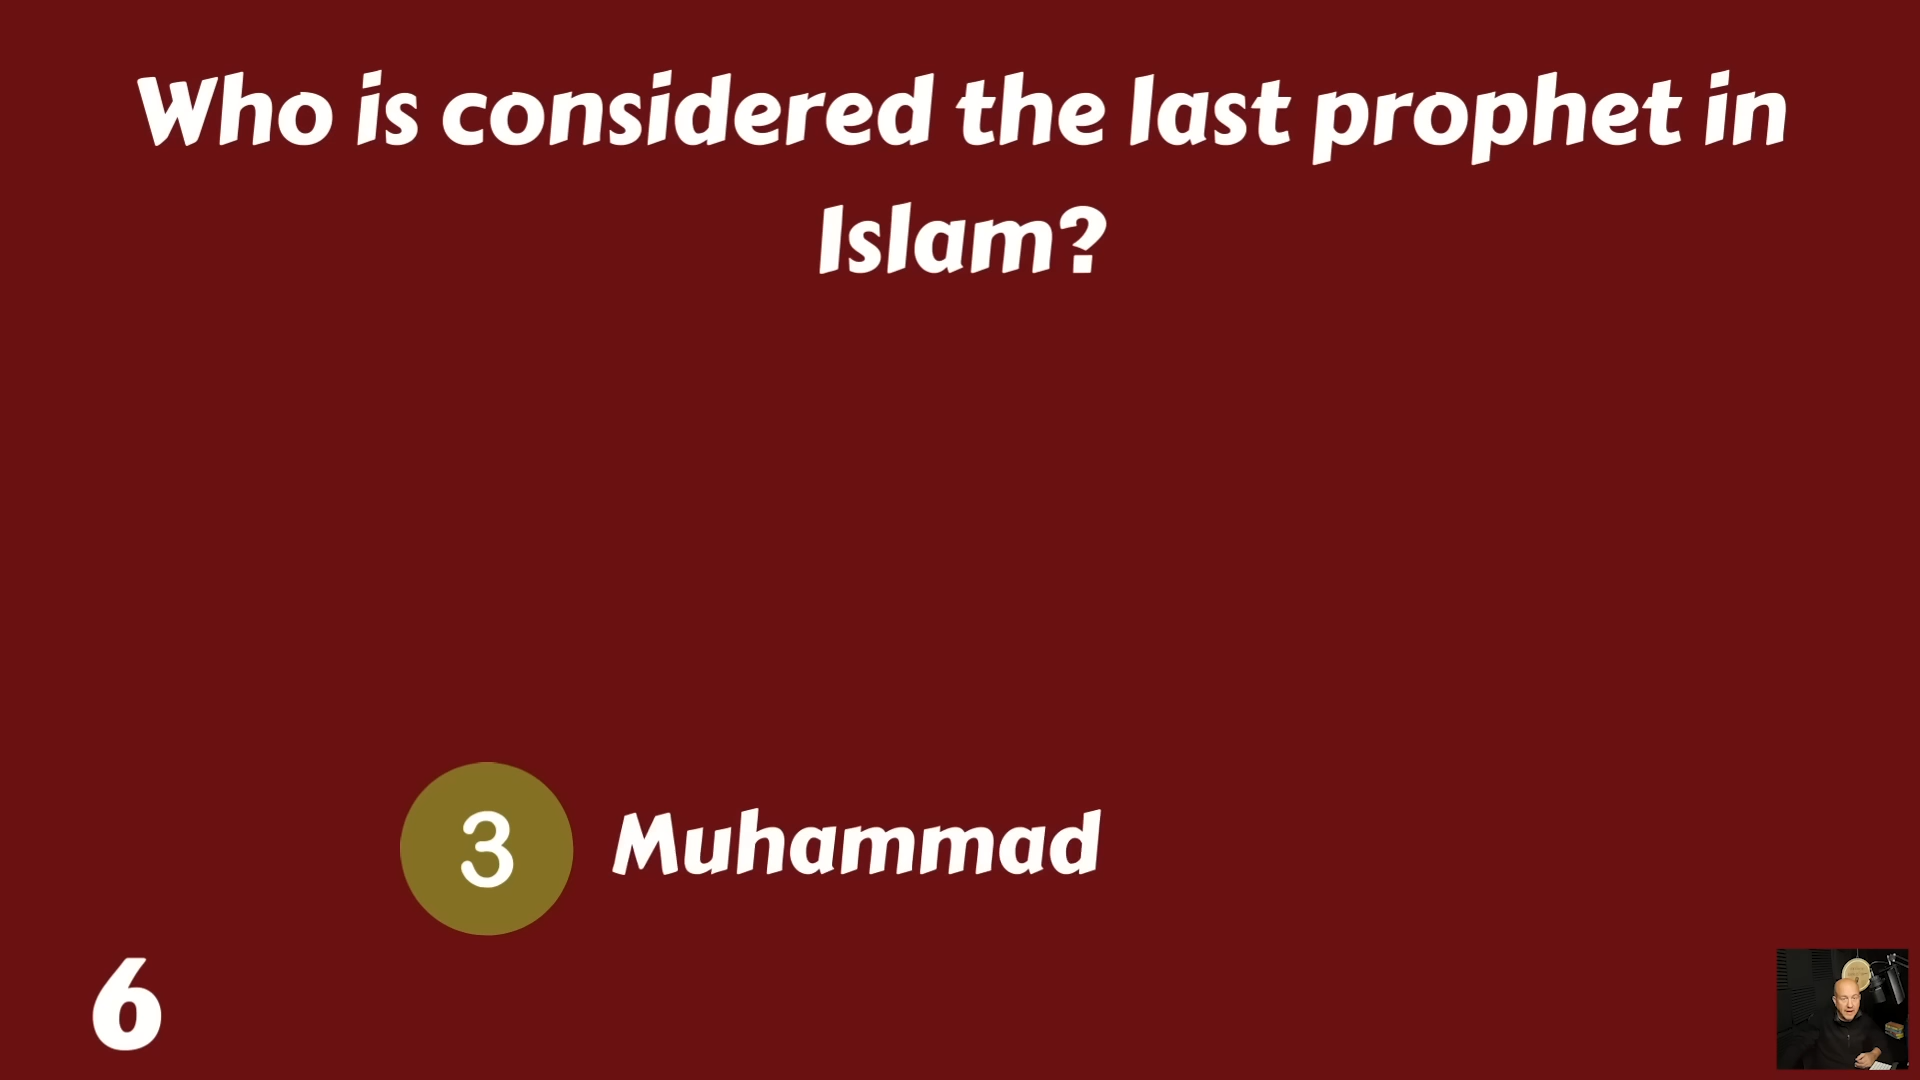 Who is considered the last prophet in
Islam?
3 Muhammad
6